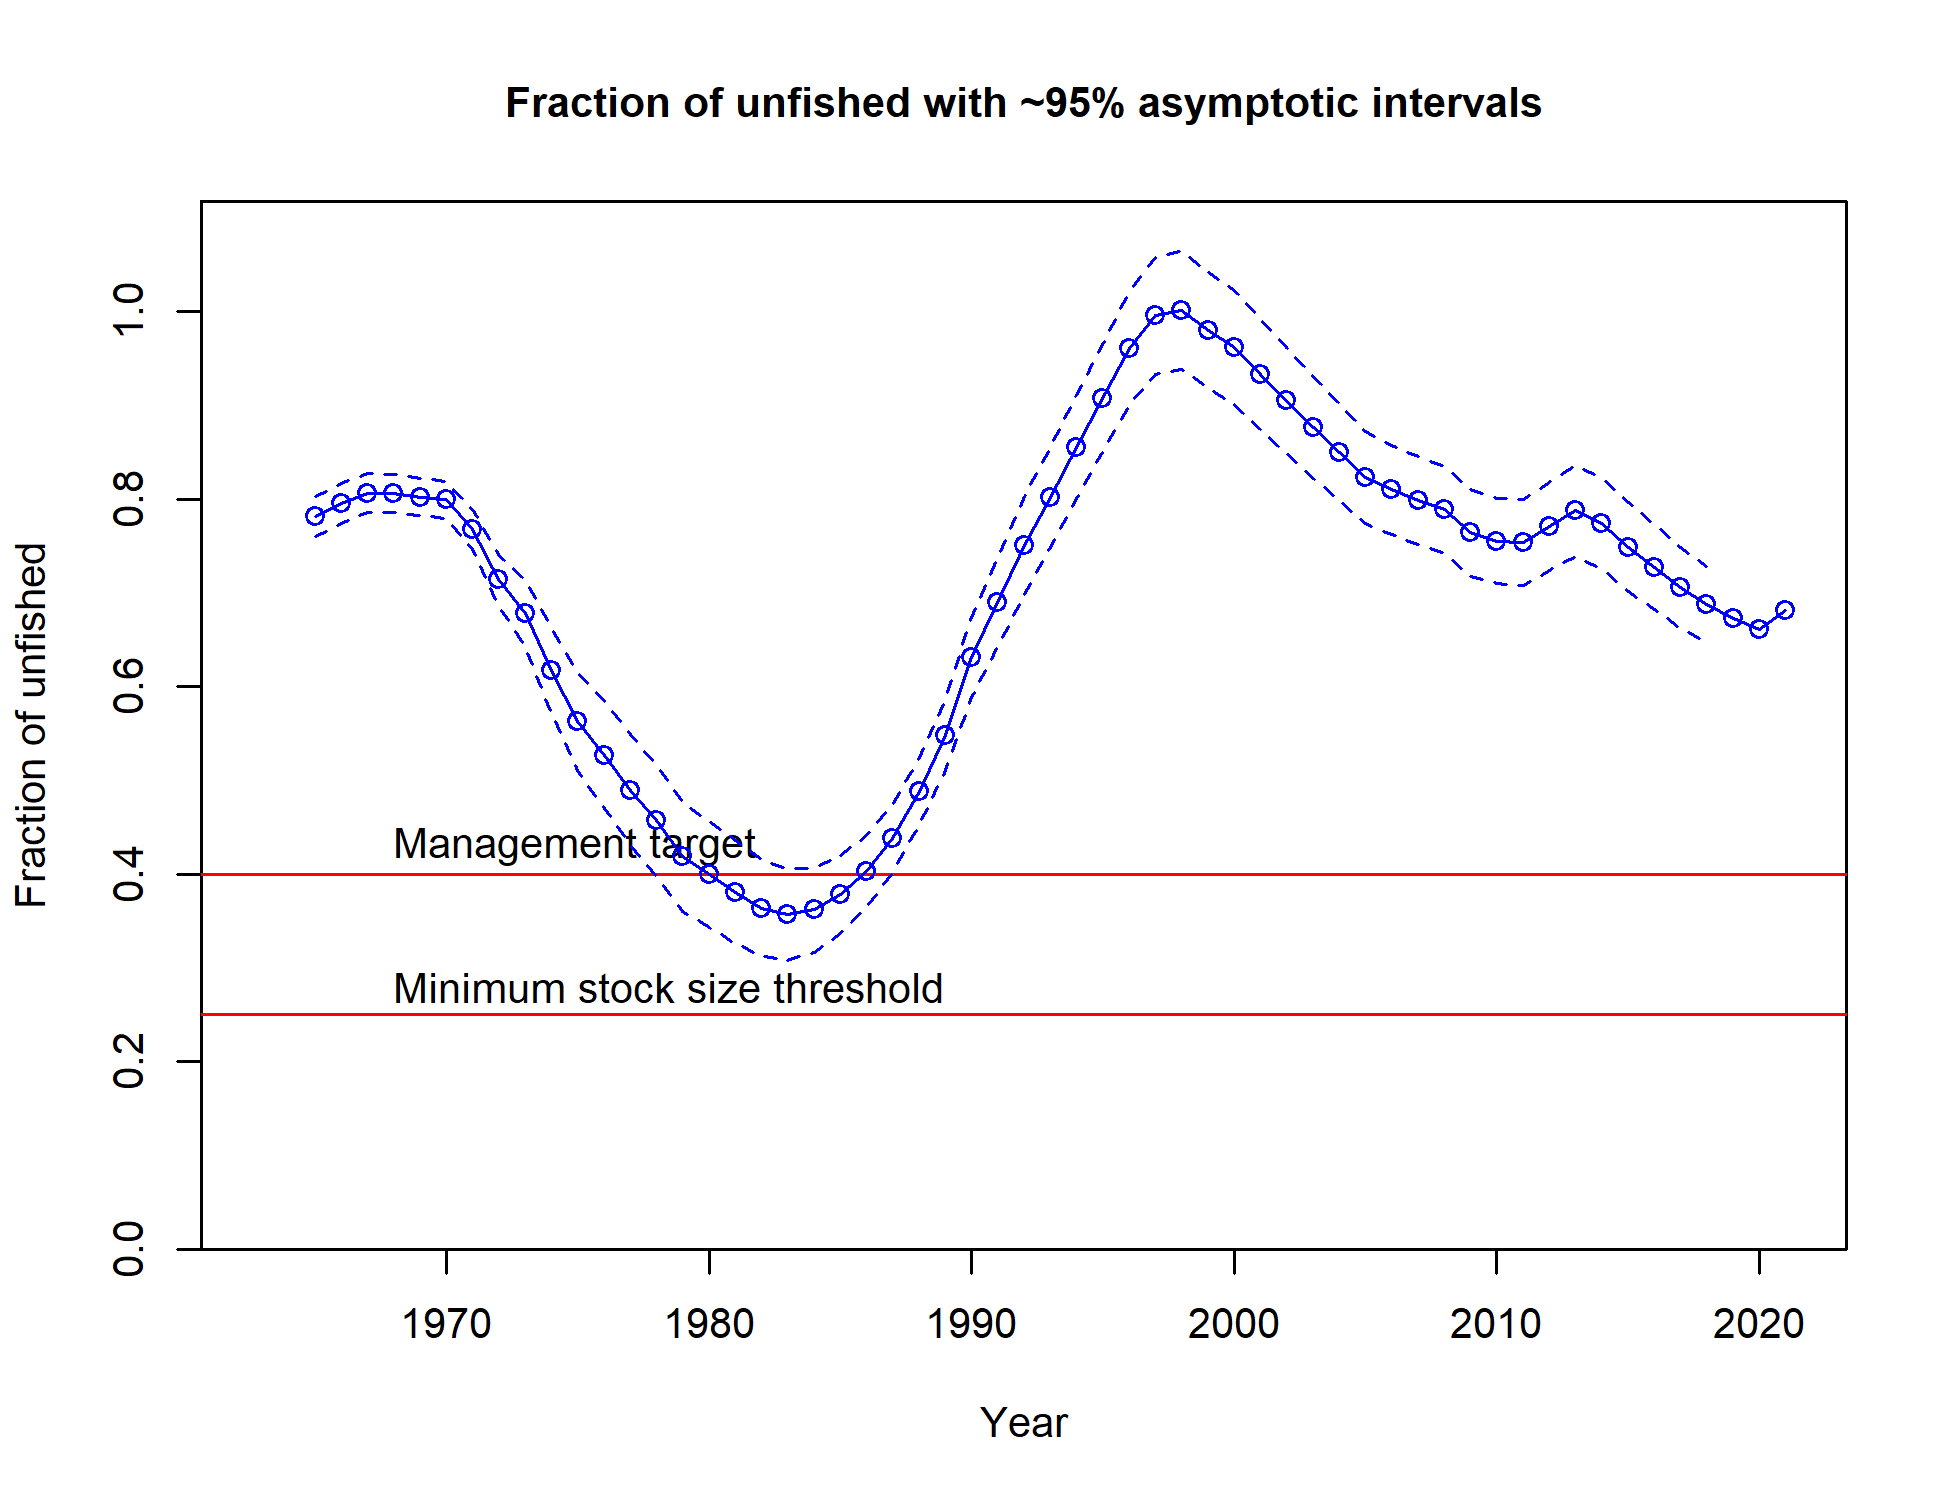 Fraction of unfished with ~95% asymptotic intervals
Fraction of unfished
1.0
0.8
0.6
0.4
0.2
0.0
Management target
Minimum stock size threshold
1970 1980 1990 2000 2010 2020
Year